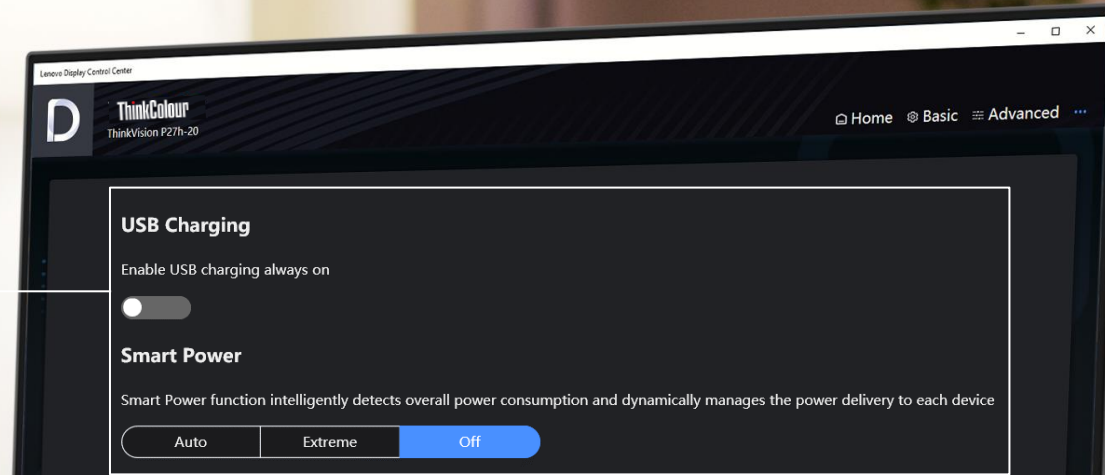 Lenovo Display Control Center
ThinkColour
ThinkVision P27h-20
Home Basic Advanced
USB Charging
Enable USB charging always on
Smart Power
Smart Power function intelligently detects overall power consumption and dynamically manages the power delivery to each device
Auto Extreme Off